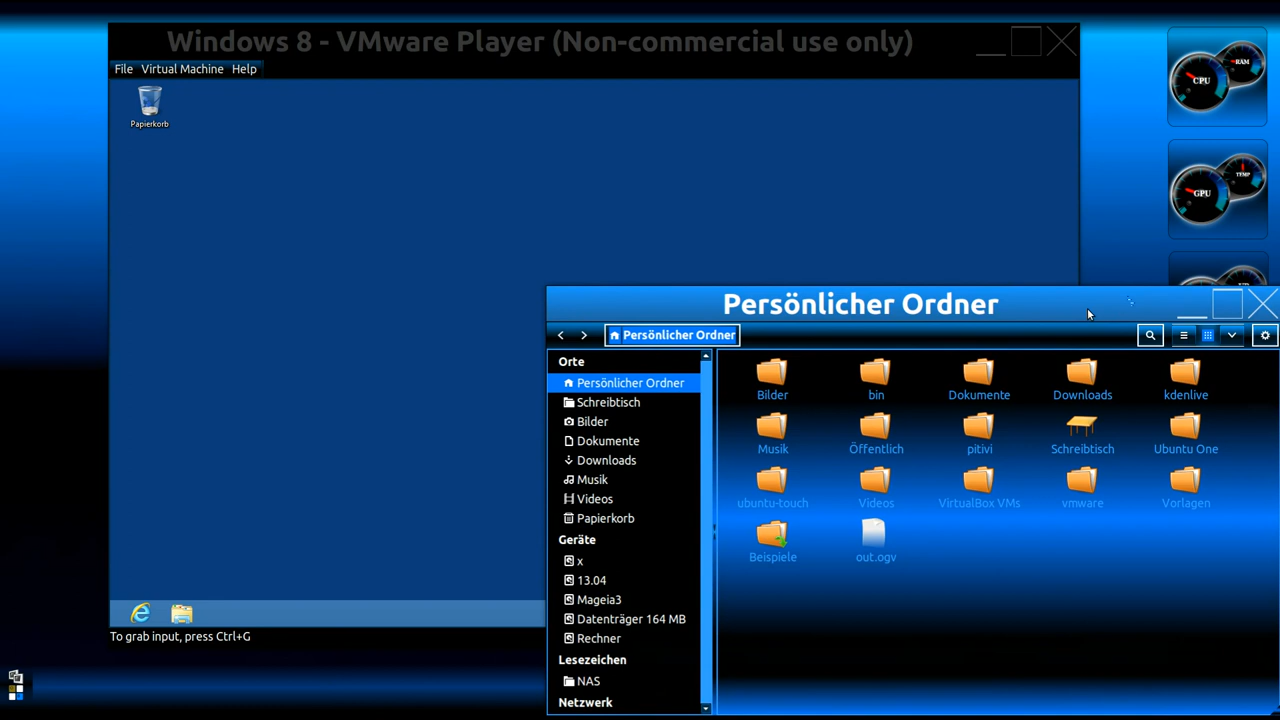 Windows 8 - VMware Player (Non-commercial use only)
File Virtual Machine Help
Papierkorb
CPU
RAM
GPU
TEMP
Persönlicher Ordner
Persönlicher Ordner
Orte
Persönlicher Ordner
Schreibtisch
Bilder
Dokumente
Downloads
Musik
Videos
Papierkorb
Geräte
x
13.04
Mageia3
Datenträger 164 MB
Rechner
Lesezeichen
NAS
Netzwerk
Bilder bin Dokumente Downloads kdenlive
Musik Öffentlich pitivi Schreibtisch Ubuntu One
ubuntu-touch Videos VirtualBox VMs vmware Vorlagen
Beispiele out.ogv
To grab input, press Ctrl+G